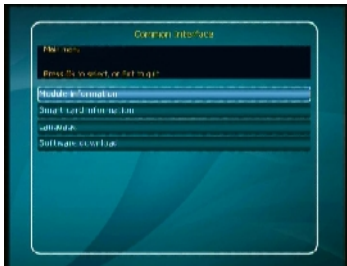 Common Interface
Main menu
Press Ok to select, or Exit to quit
Module information
Smart card information
Languages
Software download